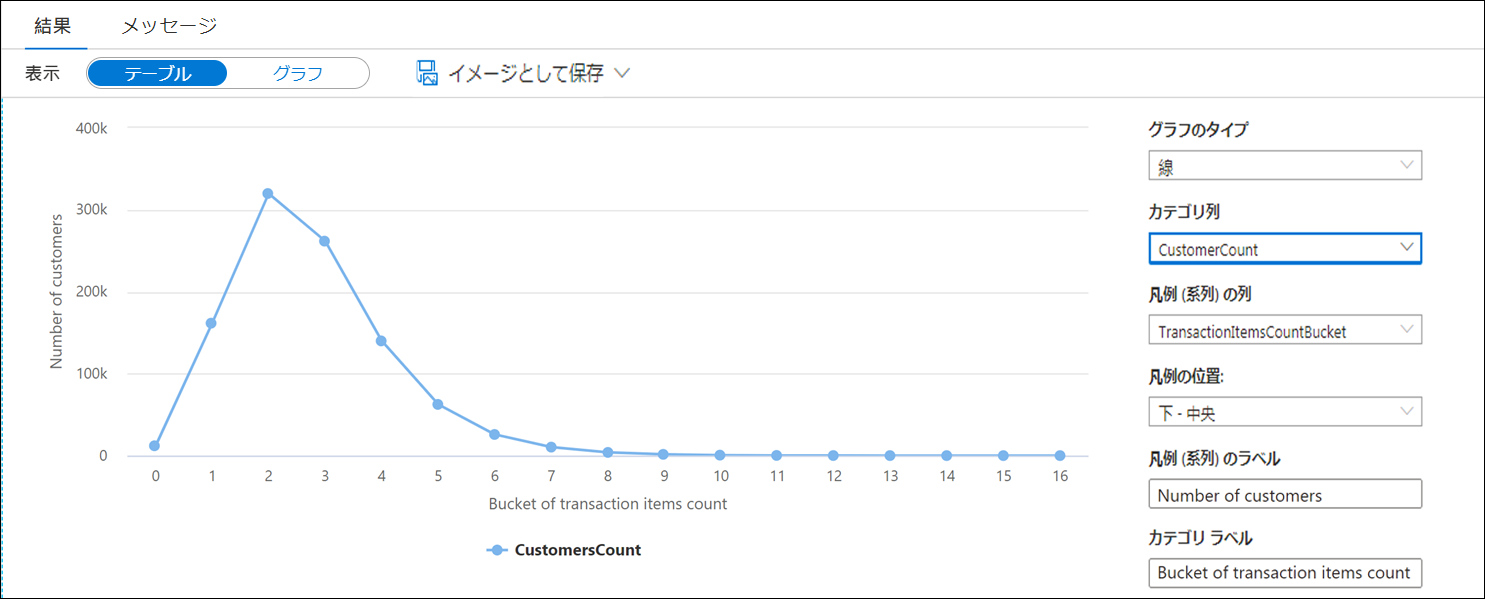 結果 メッセージ
表示 テーブル グラフ イメージとして保存
400k
300k
200k
100k
0
Number of customers
0 1 2 3 4 5 6 7 8 9 10 11 12 13 14 15 16
Bucket of transaction items count
CustomersCount
グラフのタイプ
線
カテゴリ列
CustomerCount
凡例 (系列) の列
TransactionItemsCountBucket
凡例の位置:
下 - 中央
凡例 (系列) のラベル
Number of customers
カテゴリ ラベル
Bucket of transaction items count